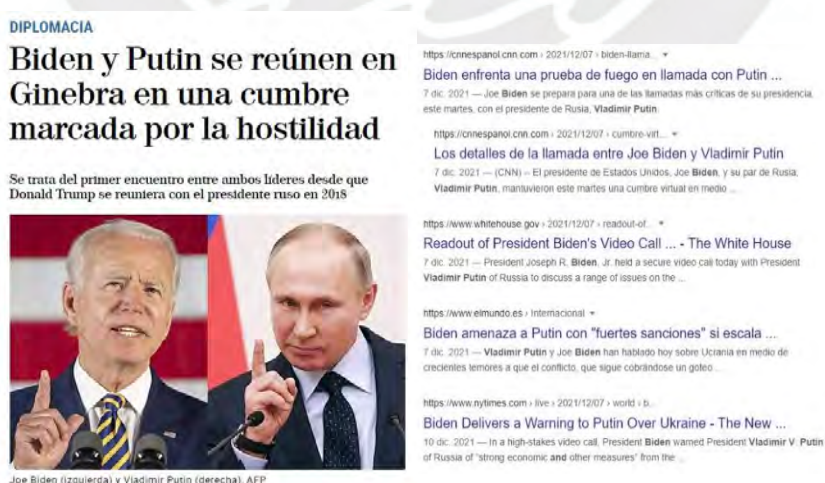 DIPLOMACIA
Biden y Putin se reúnen en
Ginebra en una cumbre
marcada por la hostilidad
Se trata del primer encuentro entre ambos líderes desde que
Donald Trump se reuniera con el presidente ruso en 2018
Joe Biden (izquierda) y Vladimir Putin (derecha). AFP
https://cnnespanol.cnn.com › 2021/12/07 › biden-llama...
Biden enfrenta una prueba de fuego en llamada con Putin ...
7 dic. 2021 — Joe Biden se prepara para una de las llamadas más críticas de su presidencia,
este martes, con el presidente de Rusia, Vladimir Putin.
https://cnnespanol.cnn.com › 2021/12/07 › cumbre-virt...
Los detalles de la llamada entre Joe Biden y Vladimir Putin
7 dic. 2021 — (CNN) -- El presidente de Estados Unidos, Joe Biden, y su par de Rusia,
Vladimir Putin, mantuvieron este martes una cumbre virtual en medio ...
https://www.whitehouse.gov › 2021/12/07 › readout-of...
Readout of President Biden's Video Call ... - The White House
7 dic. 2021 — President Joseph R. Biden, Jr. held a secure video call today with President
Vladimir Putin of Russia to discuss a range of issues on the ...
https://www.elmundo.es › Internacional
Biden amenaza a Putin con "fuertes sanciones" si escala ...
7 dic. 2021 — Vladimir Putin y Joe Biden han hablado hoy sobre Ucrania en medio de
crecientes temores a que el conflicto, que sigue cobrándose un goteo ...
https://www.nytimes.com › live › 2021/12/07 › world › b...
Biden Delivers a Warning to Putin Over Ukraine - The New ...
10 dic. 2021 — In a high-stakes video call, President Biden warned President Vladimir V. Putin
of Russia of "strong economic and other measures" from the ...